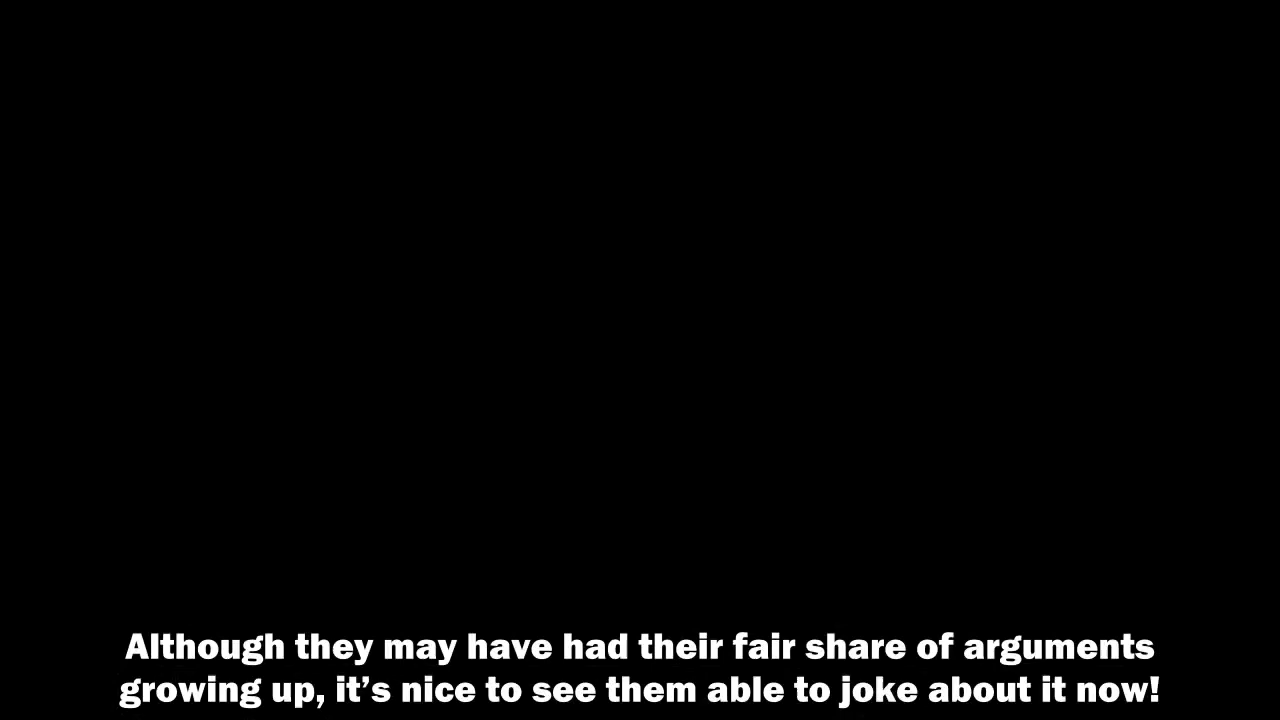 Although they may have had their fair share of arguments
growing up, it’s nice to see them able to joke about it now!